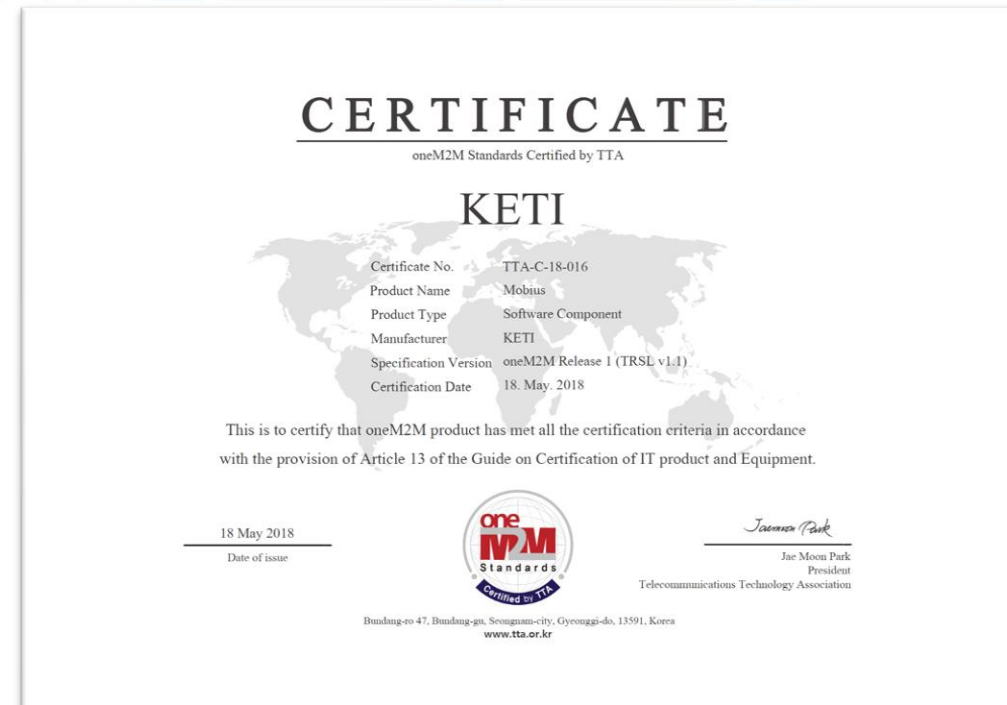 CERTIFICATE
oneM2M Standards Certified by TTA
KETI
Certificate No. TTA-C-18-016
Product Name Mobius
Product Type Software Component
Manufacturer KETI
Specification Version oneM2M Release 1 (TRSL v1.1)
Certification Date 18. May. 2018
This is to certify that oneM2M product has met all the certification criteria in accordance
with the provision of Article 13 of the Guide on Certification of IT product and Equipment.
18 May 2018
Date of issue
one
M2M
Standards
Certified by TTA
Jaemoon Park
Jae Moon Park
President
Telecommunications Technology Association
Bundang-ro 47, Bundang-gu, Seongnam-city, Gyeonggi-do, 13591, Korea
www.tta.or.kr